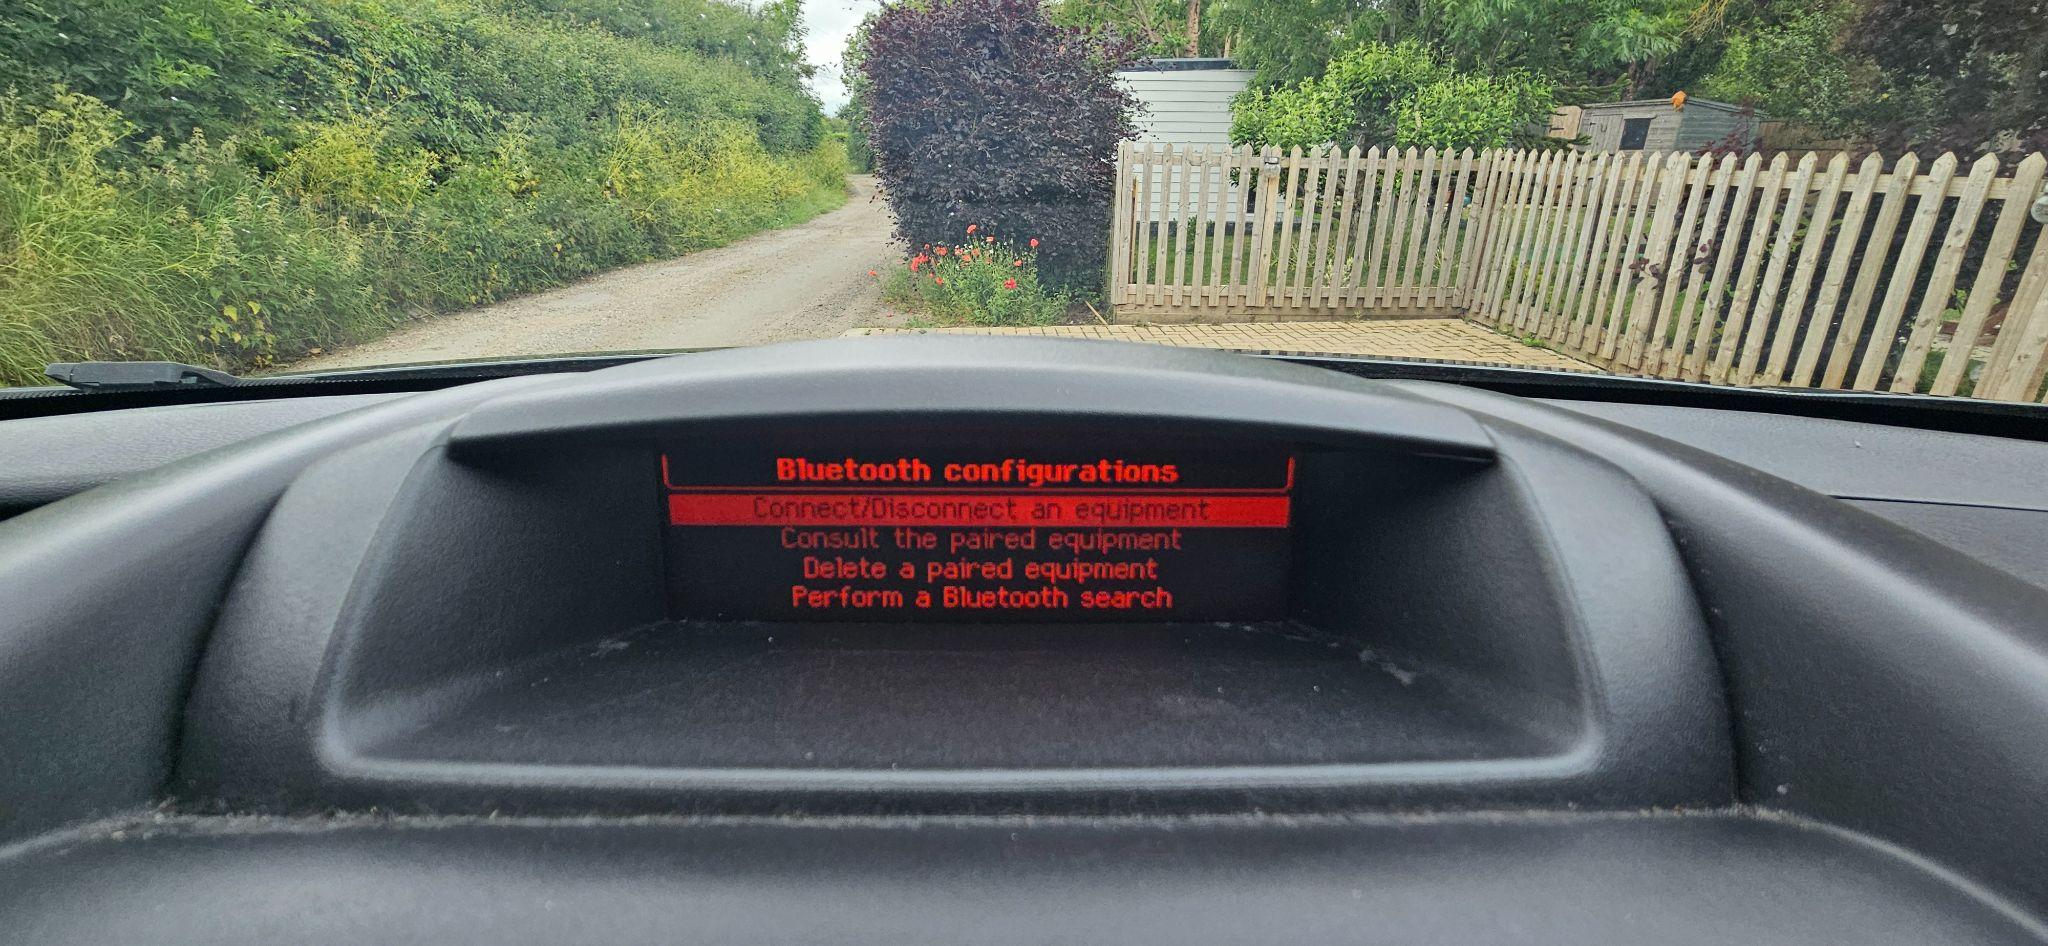 Bluetooth configurations
Connect/Disconnect an equipment
Consult the paired equipment
Delete a paired equipment
Perform a Bluetooth search